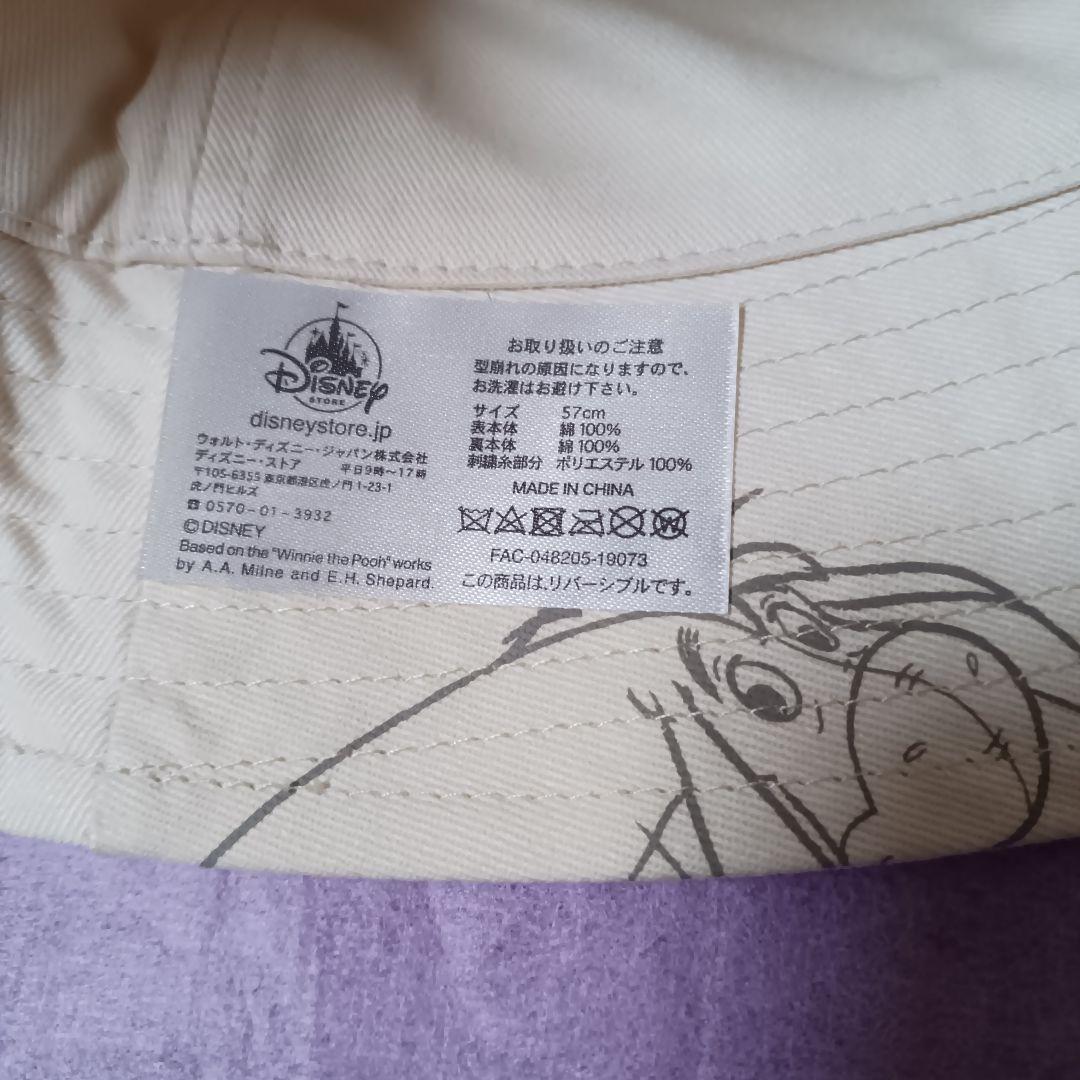 DISNEY
STORE
disneystore.jp
ウォルト・ディズニー・ジャパン株式会社
ディズニー・ストア 平日9時～17時
〒105-6355 東京都港区虎ノ門1-23-1
虎ノ門ヒルズ
☎ 0570-01-3932
©DISNEY
Based on the "Winnie the Pooh" works
by A.A. Milne and E.H. Shepard.
お取り扱いのご注意
型崩れの原因になりますので、
お洗濯はお避け下さい。
サイズ 57cm
表本体 綿 100%
裏本体 綿 100%
刺繍糸部分 ポリエステル 100%
MADE IN CHINA
W
FAC-048205-19073
この商品は、リバーシブルです。